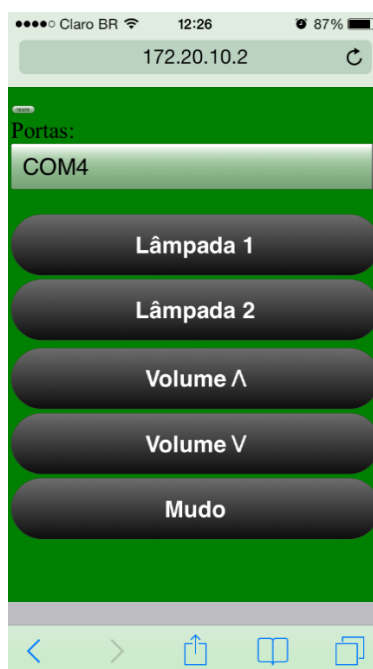 Claro BR 12:26 87%
172.20.10.2
Portas:
COM4
Lâmpada 1
Lâmpada 2
Volume Λ
Volume V
Mudo